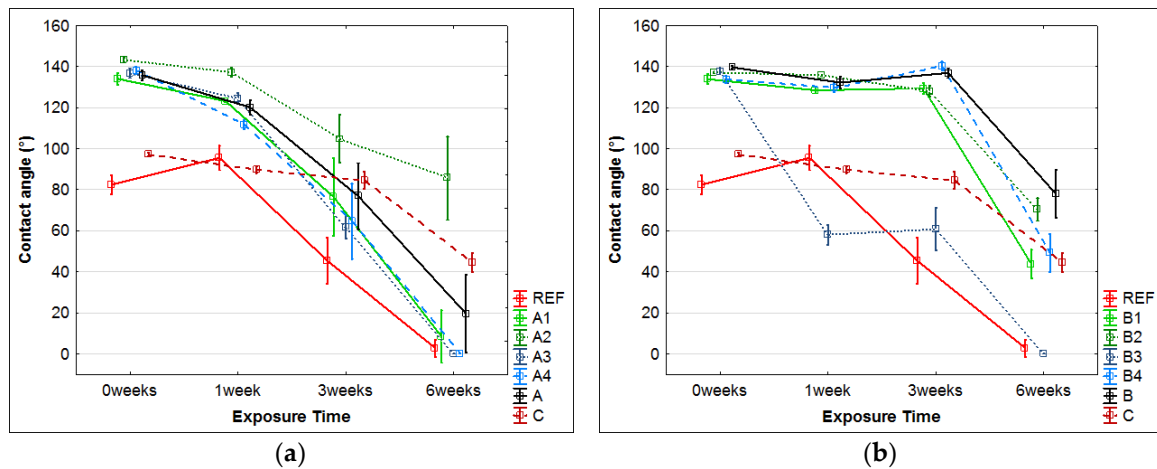 160
140
120
100
80
60
40
20
0
Contact angle (°)
0weeks 1week 3weeks 6weeks
Exposure Time
REF
A1
A2
A3
A4
A
C
(a)
160
140
120
100
80
60
40
20
0
Contact angle (°)
0weeks 1week 3weeks 6weeks
Exposure Time
REF
B1
B2
B3
B4
B
C
(b)